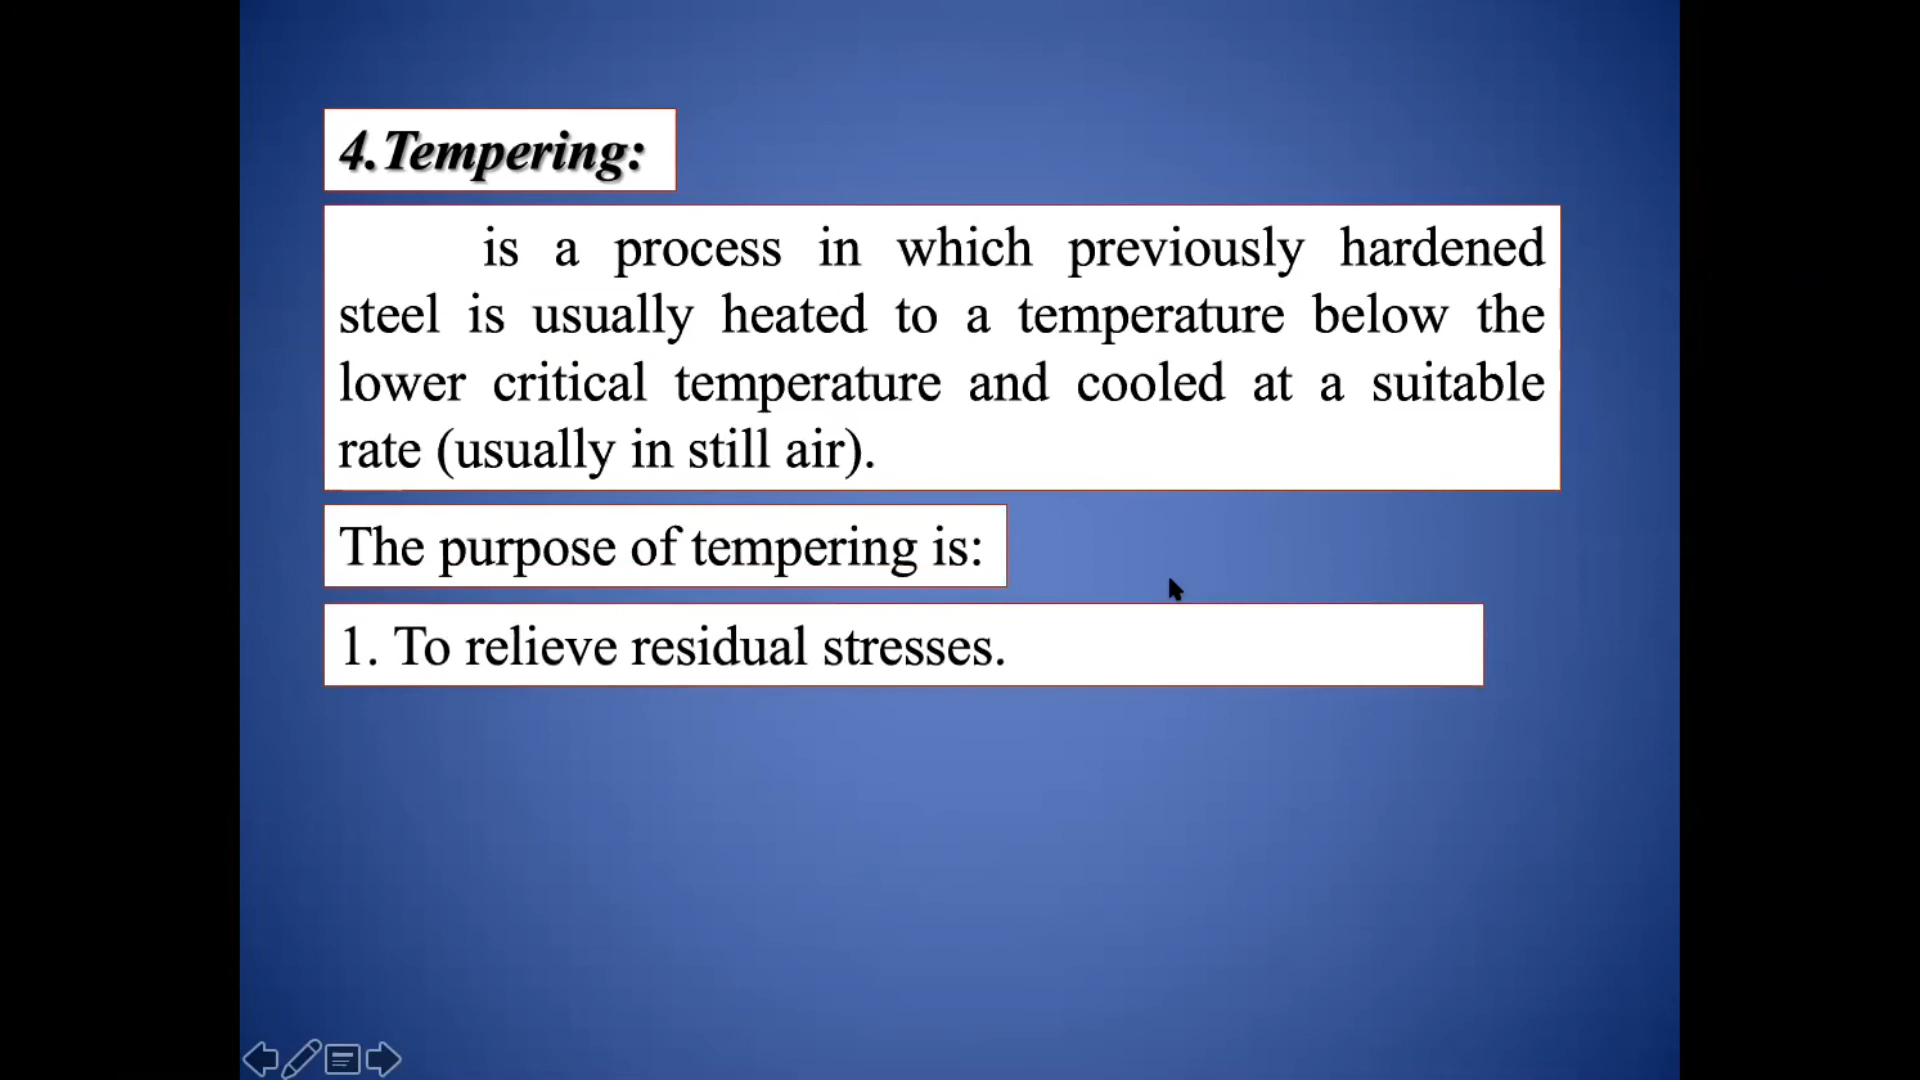 4.Tempering:
is a process in which previously hardened
steel is usually heated to a temperature below the
lower critical temperature and cooled at a suitable
rate (usually in still air).
The purpose of tempering is:
1. To relieve residual stresses.